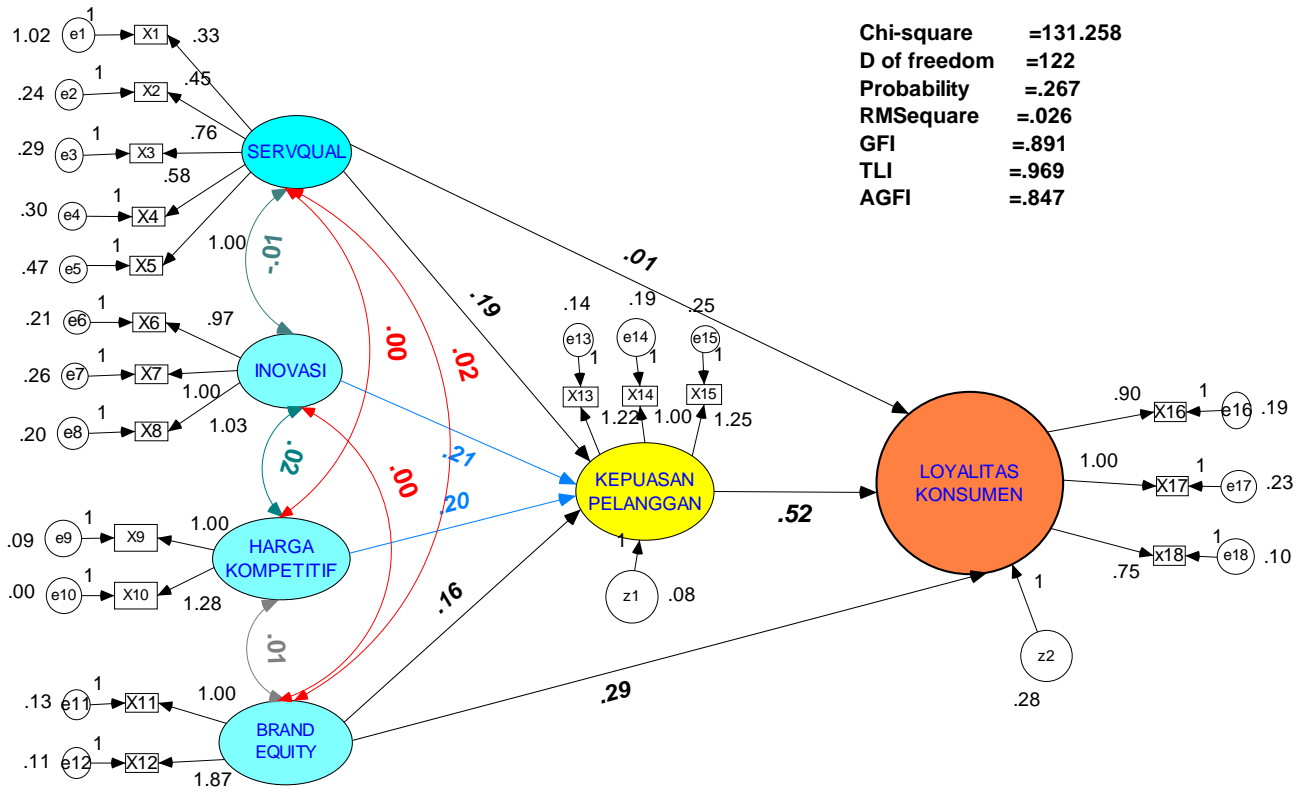 Chi-square =131.258
D of freedom =122
Probability =.267
RMSequare =.026
GFI =.891
TLI =.969
AGFI =.847
1.02 e1 1 X1 .33
.24 e2 1 X2 .45
.29 e3 1 X3 .76
.30 e4 1 X4 .58
.47 e5 1 X5 1.00
SERVQUAL
.21 e6 1 X6 .97
.26 e7 1 X7 1.00
.20 e8 1 X8 1.03
INOVASI
.09 e9 1 X9 1.00
.00 e10 1 X10 1.28
HARGA
KOMPETITIF
.13 e11 1 X11 1.00
.11 e12 1 X12 1.87
BRAND
EQUITY
-.01
.00
.02
.02
.00
.01
.01
.19
.21
.20
.16
.52
.29
.14 e13 1 X13 1.22
.19 e14 1 X14 1.00
.25 e15 1 X15 1.25
KEPUASAN
PELANGGAN
1
z1 .08
LOYALITAS
KONSUMEN
.90 X16 1 e16 .19
1.00 X17 1 e17 .23
.75 x18 1 e18 .10
1
z2
.28